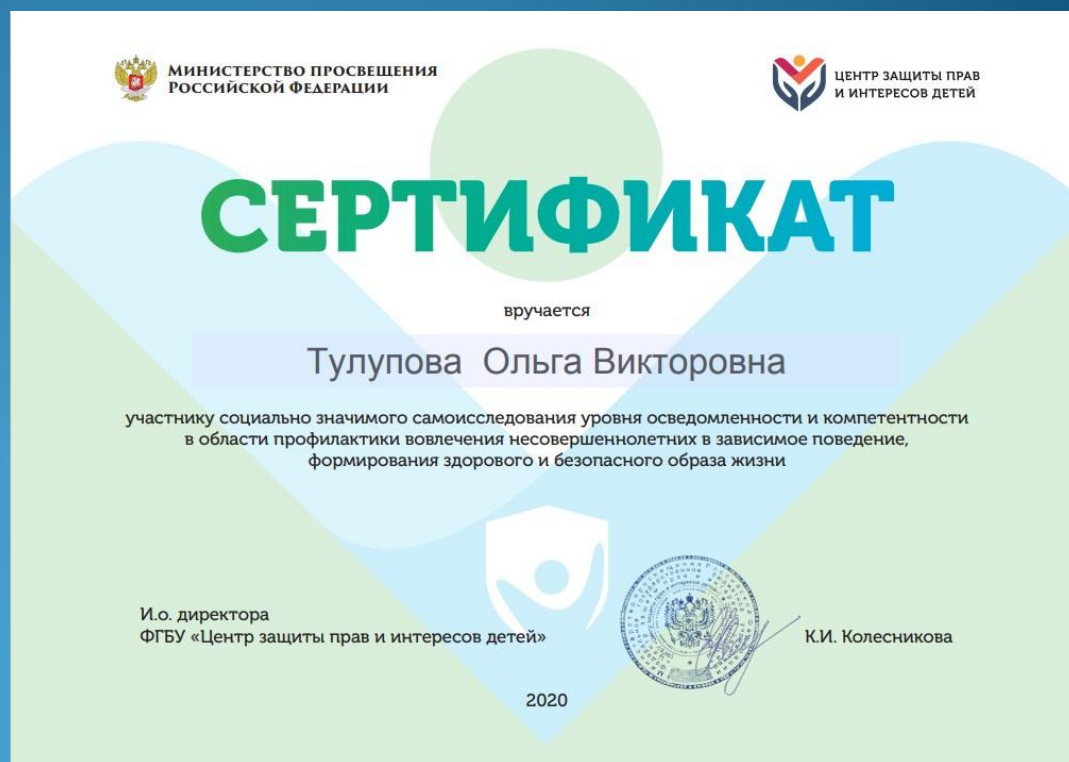 МИНИСТЕРСТВО ПРОСВЕЩЕНИЯ
РОССИЙСКОЙ ФЕДЕРАЦИИ
ЦЕНТР ЗАЩИТЫ ПРАВ
И ИНТЕРЕСОВ ДЕТЕЙ
СЕРТИФИКАТ
вручается
Тулупова Ольга Викторовна
участнику социально значимого самоисследования уровня осведомленности и компетентности
в области профилактики вовлечения несовершеннолетних в зависимое поведение,
формирования здорового и безопасного образа жизни
И.о. директора
ФГБУ «Центр защиты прав и интересов детей»
К.И. Колесникова
2020